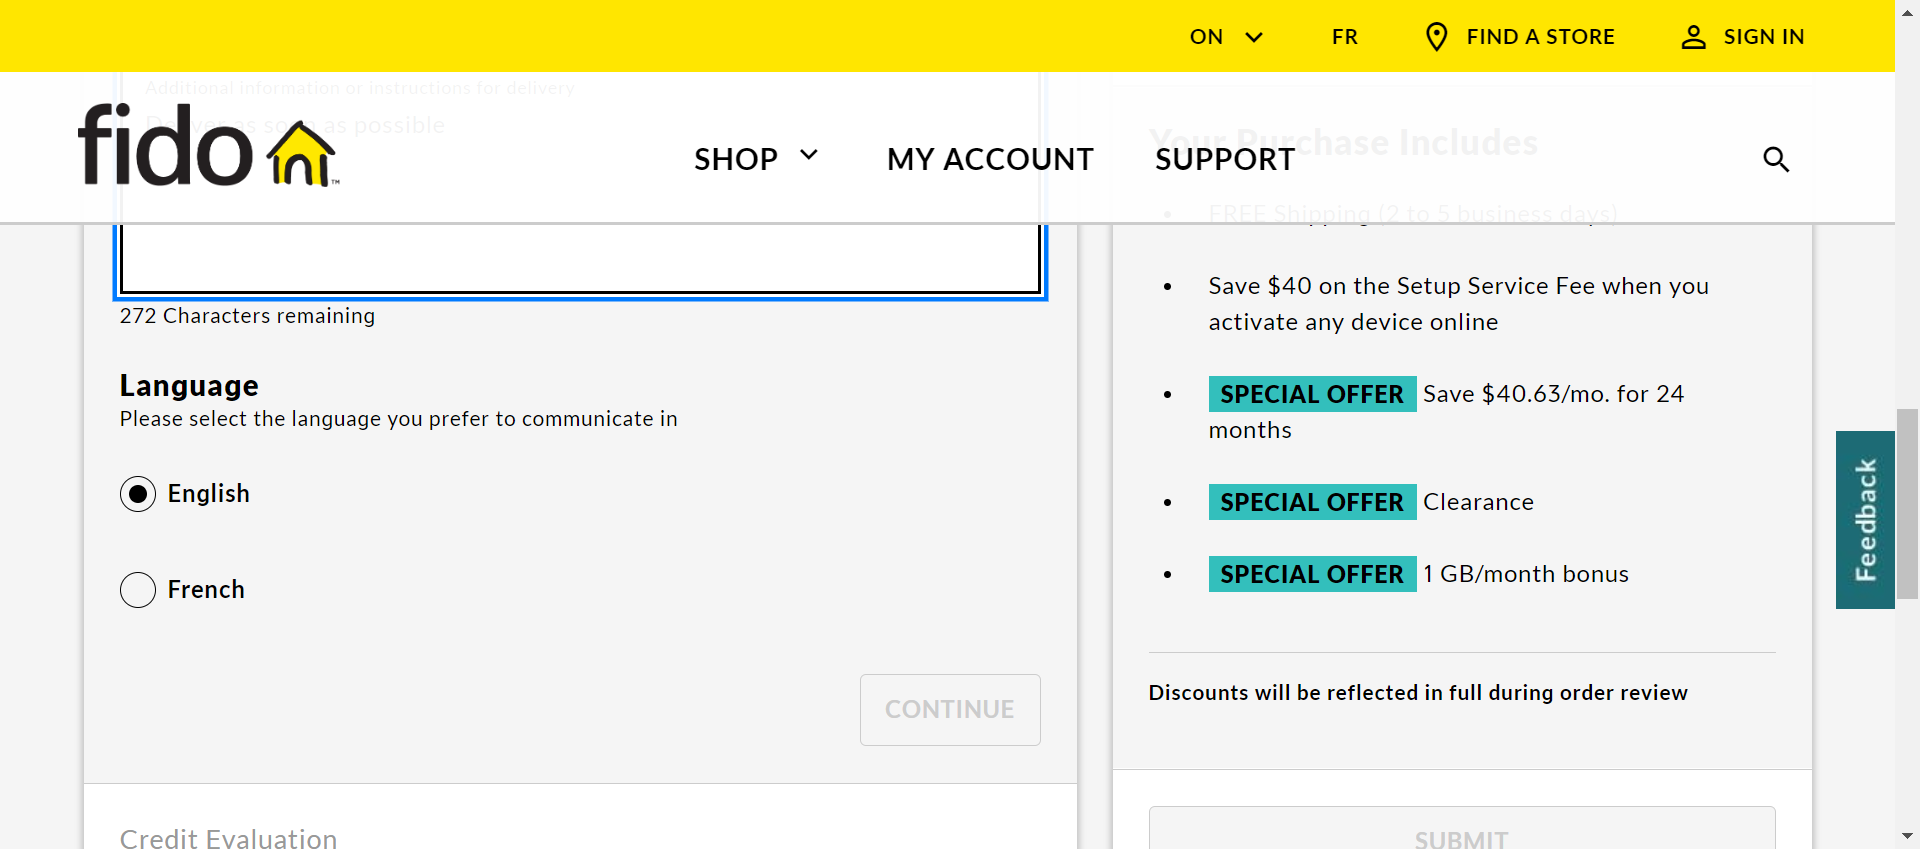 ON
FR
FIND A STORE
SIGN IN
Additional information or instructions for delivery
Deliver as soon as possible
fido
TM
SHOP
MY ACCOUNT
SUPPORT
Your Purchase Includes
FREE Shipping (2 to 5 business days)
272 Characters remaining
Language
Please select the language you prefer to communicate in
English
French
CONTINUE
Credit Evaluation
• Save $40 on the Setup Service Fee when you
activate any device online
• SPECIAL OFFER Save $40.63/mo. for 24
months
• SPECIAL OFFER Clearance
• SPECIAL OFFER 1 GB/month bonus
Discounts will be reflected in full during order review
SUBMIT
Feedback